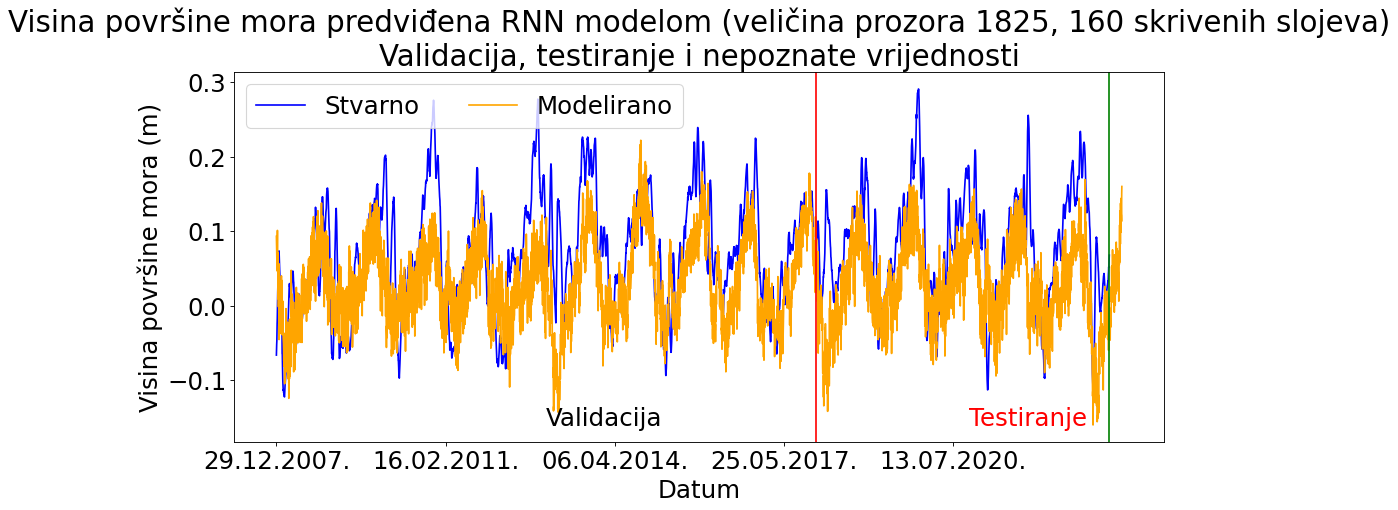 Visina površine mora predviđena RNN modelom (veličina prozora 1825, 160 skrivenih slojeva)
Validacija, testiranje i nepoznate vrijednosti
Stvarno Modelirano
Visina površine mora (m)
0.3
0.2
0.1
0.0
−0.1
Validacija
Testiranje
29.12.2007. 16.02.2011. 06.04.2014. 25.05.2017. 13.07.2020.
Datum